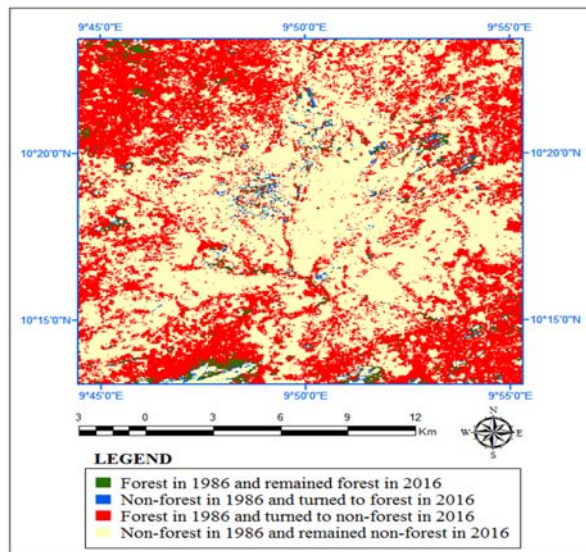 9°45'0"E 9°50'0"E 9°55'0"E
10°20'0"N 10°20'0"N
10°15'0"N 10°15'0"N
9°45'0"E 9°50'0"E 9°55'0"E
3 0 3 6 9 12
Km
N
W E
S
LEGEND
Forest in 1986 and remained forest in 2016
Non-forest in 1986 and turned to forest in 2016
Forest in 1986 and turned to non-forest in 2016
Non-forest in 1986 and remained non-forest in 2016